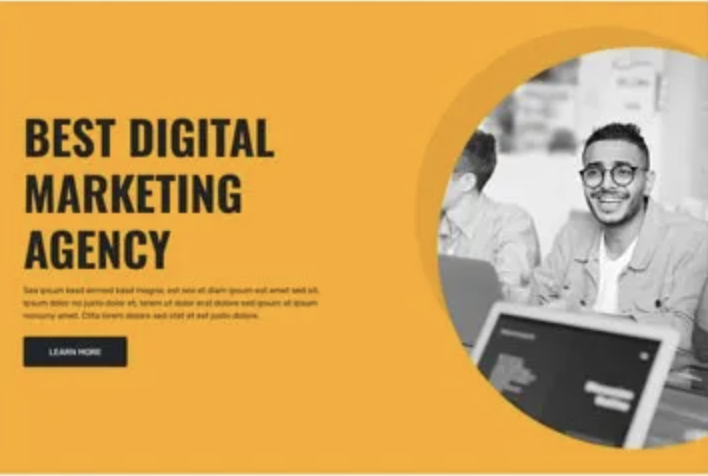 BEST DIGITAL
MARKETING
AGENCY
Sea ipsum kasd eirmod kasd magna, est sea et diam ipsum est amet sed sit.
Ipsum dolor no justo dolor et, lorem ut dolor erat dolore sed ipsum at ipsum
nonumy amet. Clita lorem dolore sed stet et est justo dolore.
LEARN MORE